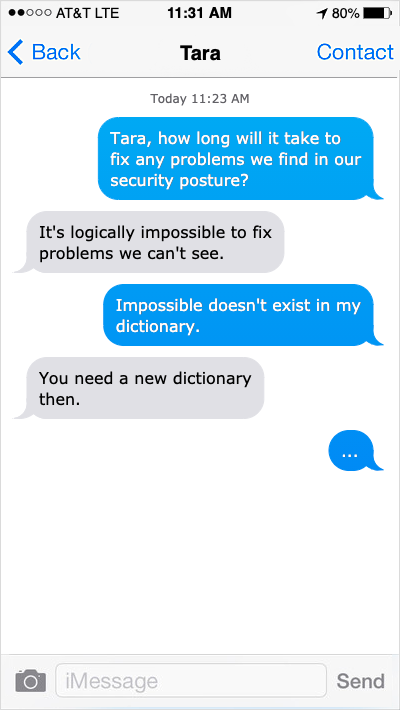 AT&T LTE 11:31 AM 80%
Back Tara Contact
Today 11:23 AM
Tara, how long will it take to
fix any problems we find in our
security posture?
It's logically impossible to fix
problems we can't see.
Impossible doesn't exist in my
dictionary.
You need a new dictionary
then.
...
iMessage Send